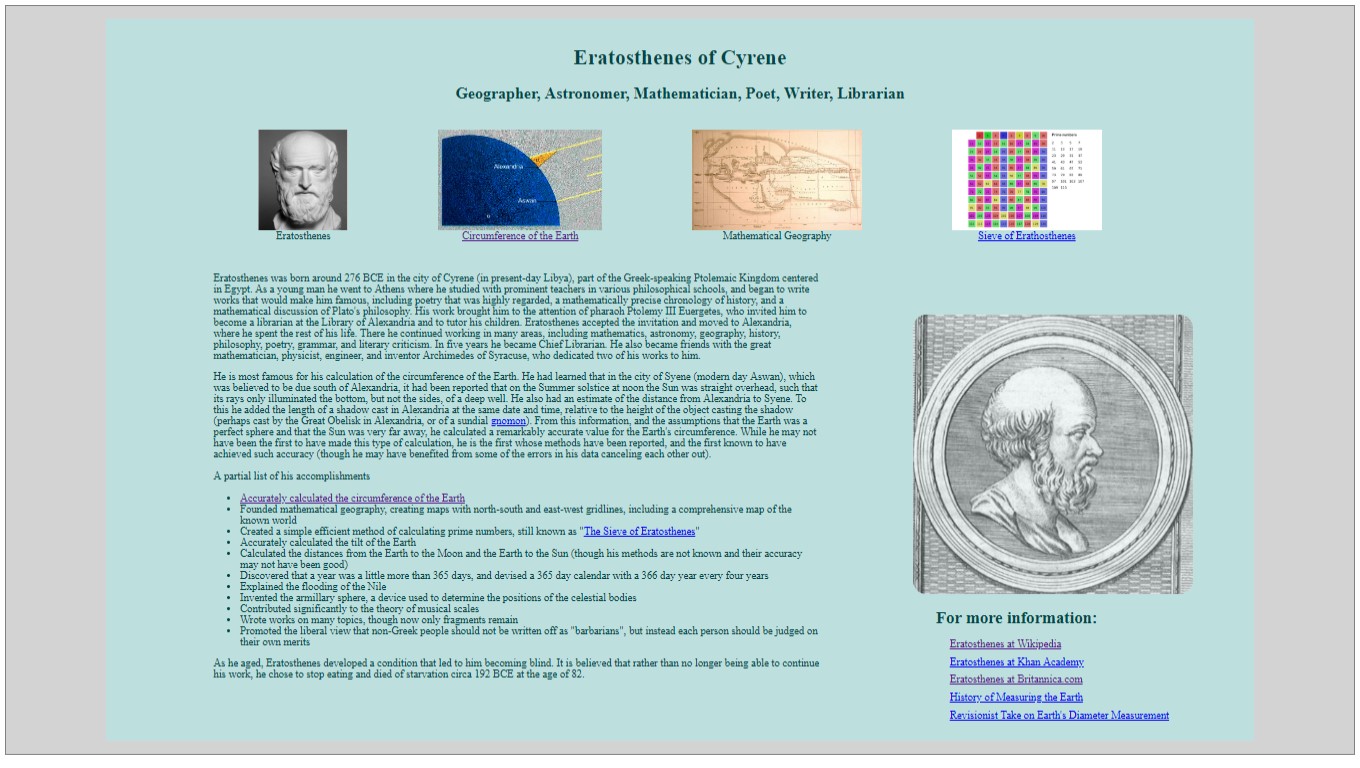 Eratosthenes of Cyrene
Geographer, Astronomer, Mathematician, Poet, Writer, Librarian
Alexandria
Aswan
Prime numbers
Eratosthenes
Circumference of the Earth
Mathematical Geography
Sieve of Erathosthenes
Eratosthenes was born around 276 BCE in the city of Cyrene (in present-day Libya), part of the Greek-speaking Ptolemaic Kingdom centered
in Egypt. As a young man he went to Athens where he studied with prominent teachers in various philosophical schools, and began to write
works that would make him famous, including poetry that was highly regarded, a mathematically precise chronology of history, and a
mathematical discussion of Plato's philosophy. His work brought him to the attention of pharaoh Ptolemy III Euergetes, who invited him to
become a librarian at the Library of Alexandria and to tutor his children. Eratosthenes accepted the invitation and moved to Alexandria,
where he spent the rest of his life. There he continued working in many areas, including mathematics, astronomy, geography, history,
philosophy, poetry, grammar, and literary criticism. In five years he became Chief Librarian. He also became friends with the great
mathematician, physicist, engineer, and inventor Archimedes of Syracuse, who dedicated two of his works to him.
He is most famous for his calculation of the circumference of the Earth. He had learned that in the city of Syene (modern day Aswan), which
was believed to be due south of Alexandria, it had been reported that on the Summer solstice at noon the Sun was straight overhead, such that
its rays only illuminated the bottom, but not the sides, of a deep well. He also had an estimate of the distance from Alexandria to Syene. To
this he added the length of a shadow cast in Alexandria at the same date and time, relative to the height of the object casting the shadow
(perhaps cast by the Great Obelisk in Alexandria, or of a sundial gnomon). From this information, and the assumptions that the Earth was a
perfect sphere and that the Sun was very far away, he calculated a remarkably accurate value for the Earth's circumference. While he may not
have been the first to have made this type of calculation, he is the first whose methods have been reported, and the first known to have
achieved such accuracy (though he may have benefited from some of the errors in his data canceling each other out).
A partial list of his accomplishments
• Accurately calculated the circumference of the Earth
• Founded mathematical geography, creating maps with north-south and east-west gridlines, including a comprehensive map of the
known world
• Created a simple efficient method of calculating prime numbers, still known as "The Sieve of Eratosthenes"
• Accurately calculated the tilt of the Earth
• Calculated the distances from the Earth to the Moon and the Earth to the Sun (though his methods are not known and their accuracy
may not have been good)
• Discovered that a year was a little more than 365 days, and devised a 365 day calendar with a 366 day year every four years
• Explained the flooding of the Nile
• Invented the armillary sphere, a device used to determine the positions of the celestial bodies
• Contributed significantly to the theory of musical scales
• Wrote works on many topics, though now only fragments remain
• Promoted the liberal view that non-Greek people should not be written off as "barbarians", but instead each person should be judged on
their own merits
As he aged, Eratosthenes developed a condition that led to him becoming blind. It is believed that rather than no longer being able to continue
his work, he chose to stop eating and died of starvation circa 192 BCE at the age of 82.
For more information:
Eratosthenes at Wikipedia
Eratosthenes at Khan Academy
Eratosthenes at Britannica.com
History of Measuring the Earth
Revisionist Take on Earth's Diameter Measurement